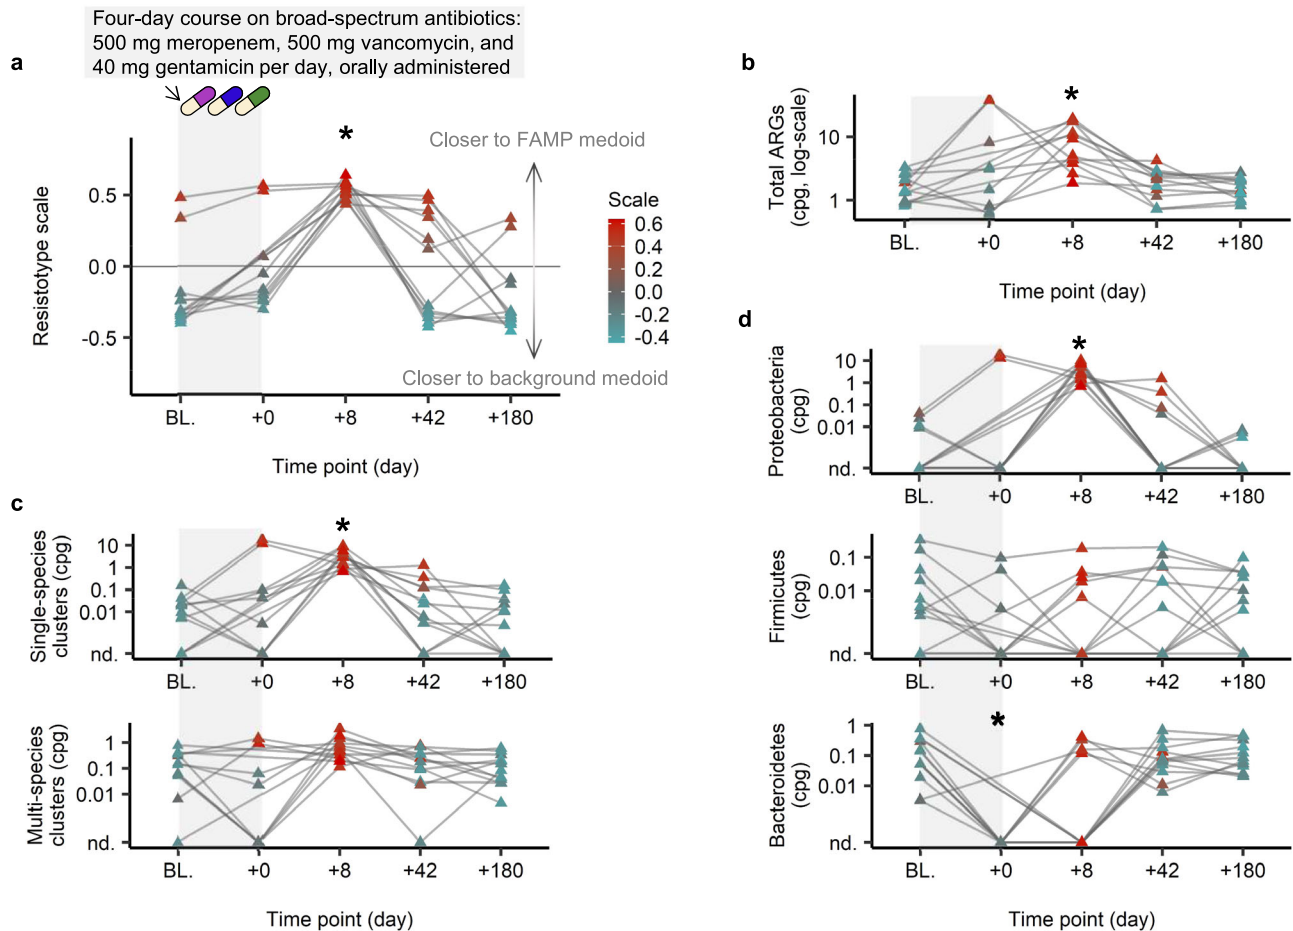 Four-day course on broad-spectrum antibiotics:
500 mg meropenem, 500 mg vancomycin, and
40 mg gentamicin per day, orally administered
a
*
Closer to FAMP medoid
Resistotype scale
0.5
0.0
-0.5
Closer to background medoid
BL.
+0
+8
+42
+180
Time point (day)
Scale
0.6
0.4
0.2
0.0
-0.2
-0.4
b
*
Total ARGs
(cpg, log-scale)
10
1
BL.
+0
+8
+42
+180
Time point (day)
c
*
Single-species
clusters (cpg)
10
1
0.1
0.01
nd.
BL.
+0
+8
+42
+180
Multi-species
clusters (cpg)
1
0.1
0.01
nd.
BL.
+0
+8
+42
+180
Time point (day)
d
*
Proteobacteria
(cpg)
10
1
0.1
0.01
nd.
BL.
+0
+8
+42
+180
Firmicutes
(cpg)
0.1
0.01
nd.
BL.
+0
+8
+42
+180
*
Bacteroidetes
(cpg)
1
0.1
0.01
nd.
BL.
+0
+8
+42
+180
Time point (day)